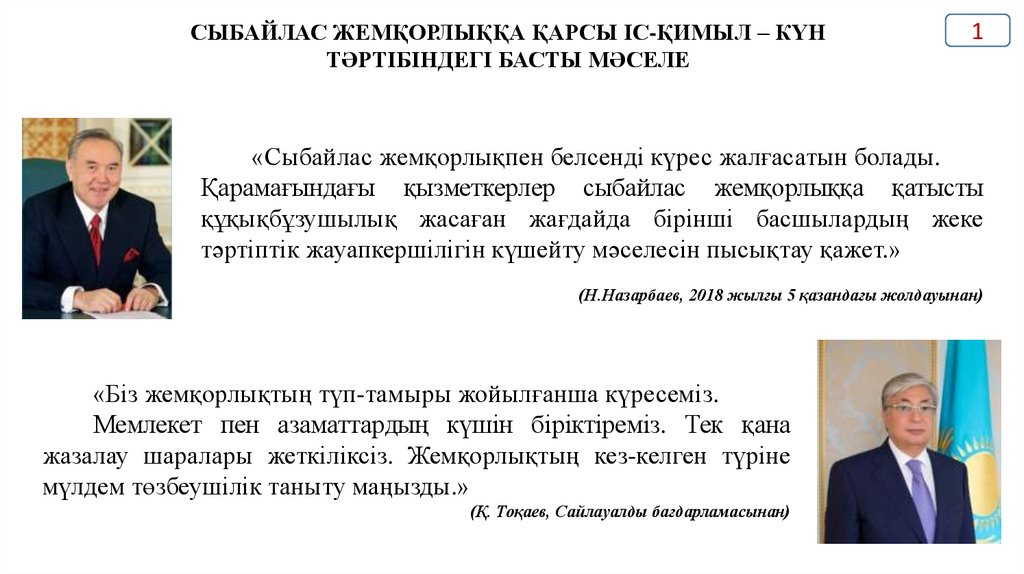 СЫБАЙЛАС ЖЕМҚОРЛЫҚҚА ҚАРСЫ ІС-ҚИМЫЛ – КҮН
ТӘРТІБІНДЕГІ БАСТЫ МӘСЕЛЕ
1
«Сыбайлас жемқорлықпен белсенді күрес жалғасатын болады.
Қарамағындағы қызметкерлер сыбайлас жемқорлыққа қатысты
құқықбұзушылық жасаған жағдайда бірінші басшылардың жеке
тәртіптік жауапкершілігін күшейту мәселесін пысықтау қажет.»
(Н.Назарбаев, 2018 жылғы 5 қазандағы жолдауынан)
«Біз жемқорлықтың түп-тамыры жойылғанша күресеміз.
Мемлекет пен азаматтардың күшін біріктіреміз. Тек қана
жазалау шаралары жеткіліксіз. Жемқорлықтың кез-келген түріне
мүлдем төзбеушілік таныту маңызды.»
(Қ. Тоқаев, Сайлауалды бағдарламасынан)